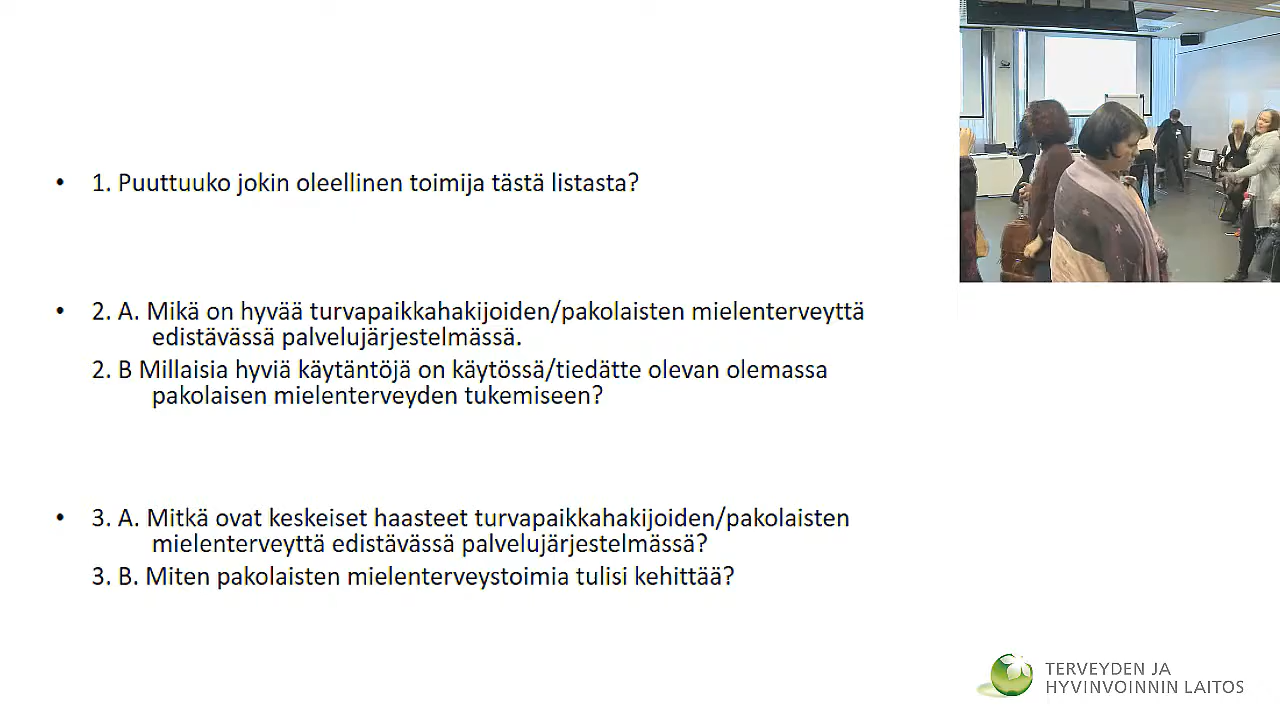 • 1. Puuttuuko jokin oleellinen toimija tästä listasta?
• 2. A. Mikä on hyvää turvapaikkahakijoiden/pakolaisten mielenterveyttä
edistävässä palvelujärjestelmässä.
2. B Millaisia hyviä käytäntöjä on käytössä/tiedätte olevan olemassa
pakolaisen mielenterveyden tukemiseen?
• 3. A. Mitkä ovat keskeiset haasteet turvapaikkahakijoiden/pakolaisten
mielenterveyttä edistävässä palvelujärjestelmässä?
3. B. Miten pakolaisten mielenterveystoimia tulisi kehittää?
TERVEYDEN JA
HYVINVOINNIN LAITOS